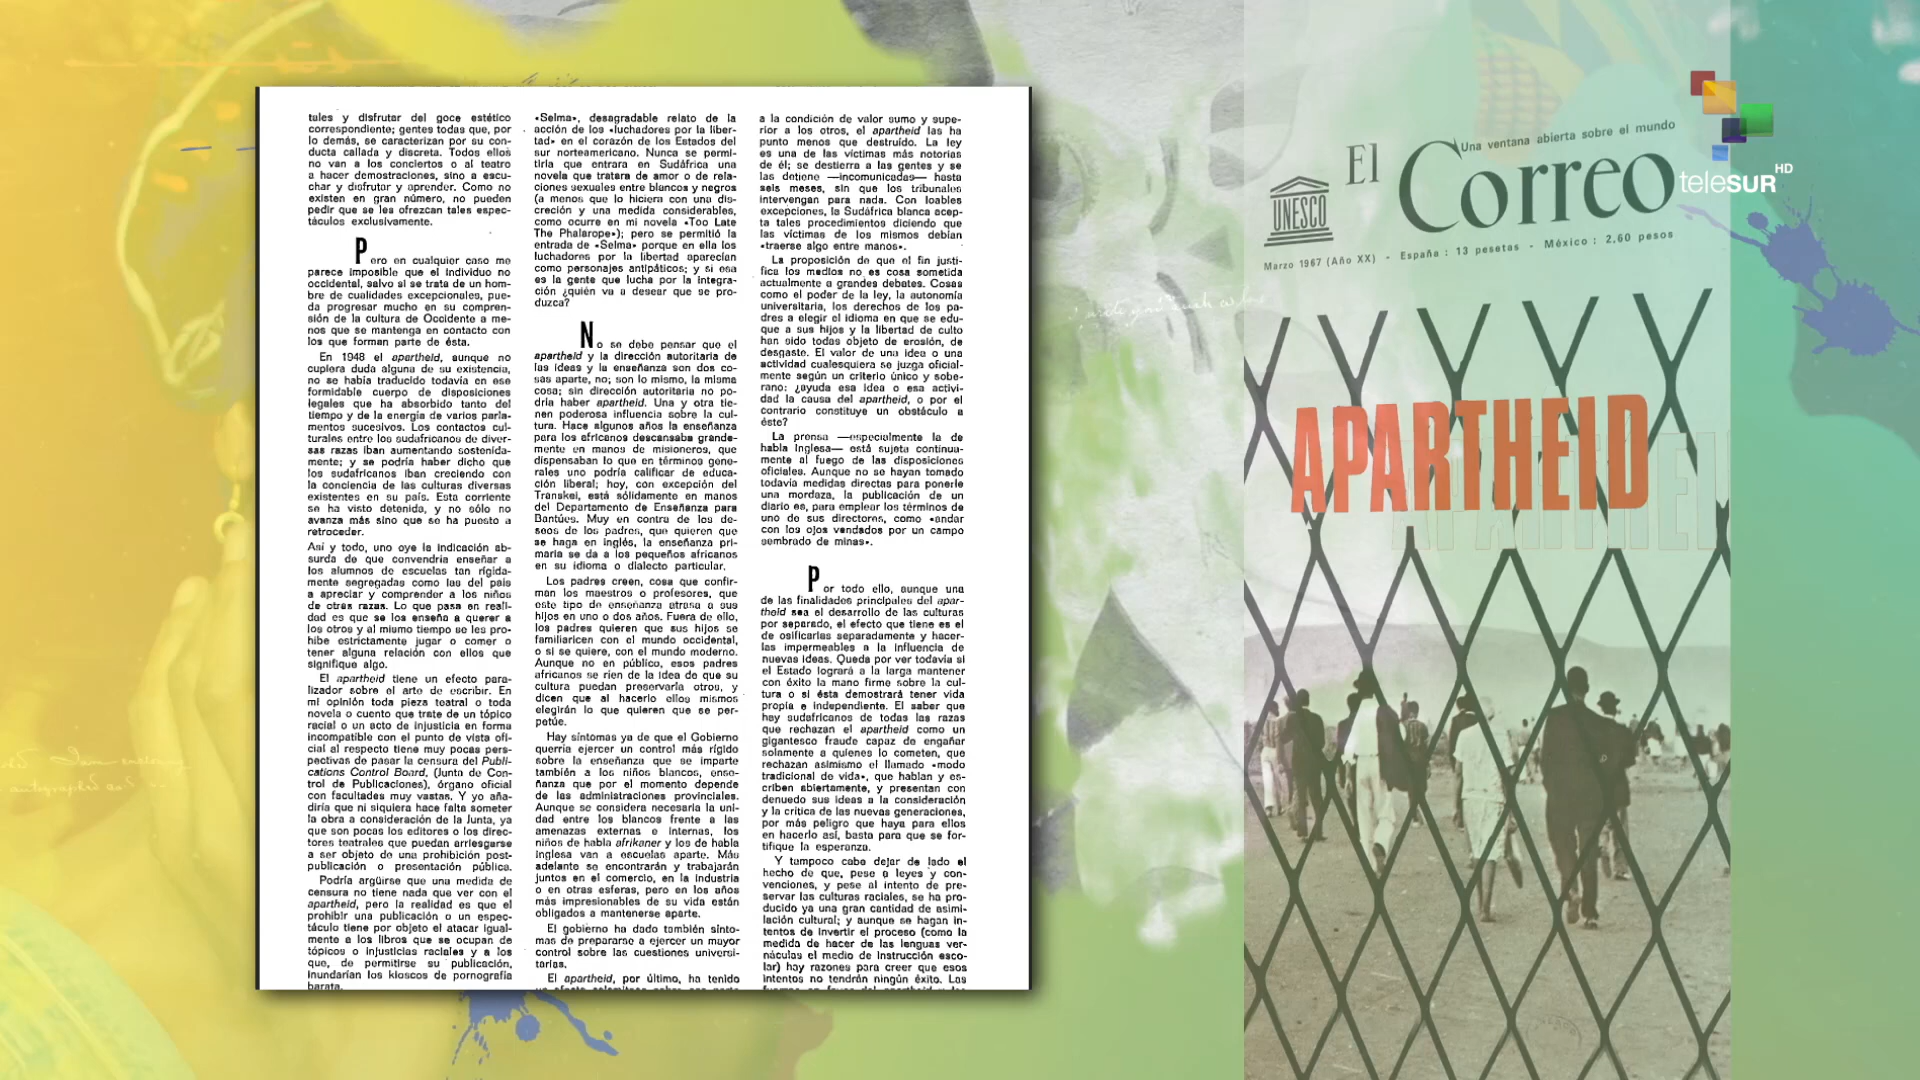 tales y disfrutar del goce estético
correspondiente; gentes todas que, por
lo demás, se caracterizan por su con-
ducta callada y discreta. Todos ellos
no van a los conciertos o al teatro
a hacer demostraciones, sino a escu-
char y disfrutar y aprender. Como no
existen en gran número, no pueden
pedir que se les ofrezcan tales espec-
táculos exclusivamente.
Pero en cualquier caso me
parece imposible que el individuo no
occidental, salvo si se trata de un hom-
bre de cualidades excepcionales, pue-
da progresar mucho en su compren-
sión de la cultura de Occidente a me-
nos que se mantenga en contacto con
los que forman parte de ésta.
En 1948 el apartheid, aunque no
cupiera duda alguna de su existencia,
no se había traducido todavía en ese
formidable cuerpo de disposiciones
legales que ha absorbido tanto del
tiempo y de la energía de varios parla-
mentos sucesivos. Los contactos cul-
turales entre los sudafricanos de diver-
sas razas iban aumentando sostenida-
mente; y se podría haber dicho que
los sudafricanos iban creciendo con
la conciencia de las culturas diversas
existentes en su país. Esta corriente
se ha visto detenida, y no sólo no
avanza más sino que se ha puesto a
retroceder.
Así y todo, uno oye la indicación ab-
surda de que convendría enseñar a
los alumnos de escuelas tan rígida-
mente segregadas como las del país
a apreciar y comprender a los niños
de otras razas. Lo que pasa en reali-
dad es que se los enseña a querer a
los otros y al mismo tiempo se les pro-
hibe estrictamente jugar o comer o
tener alguna relación con ellos que
signifique algo.
El apartheid tiene un efecto para-
lizador sobre el arte de escribir. En
mi opinión toda pieza teatral o toda
novela o cuento que trate de un tópico
racial o un acto de injusticia en forma
incompatible con el punto de vista ofi-
cial al respecto tiene muy pocas pers-
pectivas de pasar la censura del Publi-
cations Control Board, (Junta de Con-
trol de Publicaciones), órgano oficial
con facultades muy vastas. Y yo aña-
diría que ni siquiera hace falta someter
la obra a consideración de la Junta, ya
que son pocos los editores o los direc-
tores teatrales que puedan arriesgarse
a ser objeto de una prohibición post-
publicación o presentación pública.
Podría argüirse que una medida de
censura no tiene nada que ver con el
apartheid, pero la realidad es que el
prohibir una publicación o un espec-
táculo tiene por objeto el atacar igual-
mente a los libros que se ocupan de
tópicos o injusticias raciales y a los
que, de permitirse su publicación,
inundarían los kioscos de pornografía
barata.
«Selma», desagradable relato de la
acción de los «luchadores por la liber-
tad» en el corazón de los Estados del
sur norteamericano. Nunca se permi-
tiría que entrara en Sudáfrica una
novela que tratara de amor o de rela-
ciones sexuales entre blancos y negros
(a menos que lo hiciera con una dis-
creción y una medida considerables,
como ocurre en mi novela «Too Late
The Phalarope»); pero se permitió la
entrada de «Selma» porque en ella los
luchadores por la libertad aparecían
como personajes antipáticos; y si esa
es la gente que lucha por la integra-
ción ¿quién va a desear que se pro-
duzca?
No se debe pensar que el
apartheid y la dirección autoritaria de
las ideas y la enseñanza son dos co-
sas aparte, no; son lo mismo, la misma
cosa; sin dirección autoritaria no po-
dría haber apartheid. Una y otra tie-
nen poderosa influencia sobre la cul-
tura. Hace algunos años la enseñanza
para los africanos descansaba grande-
mente en manos de misioneros, que
dispensaban lo que en términos gene-
rales uno podría calificar de educa-
ción liberal; hoy, con excepción del
Transkei, está sólidamente en manos
del Departamento de Enseñanza para
Bantúes. Muy en contra de los de-
seos de los padres, que quieren que
se haga en inglés, la enseñanza pri-
maria se da a los pequeños africanos
en su idioma o dialecto particular.
Los padres creen, cosa que confir-
man los maestros o profesores, que
este tipo de enseñanza atrasa a sus
hijos en uno o dos años. Fuera de ello,
los padres quieren que sus hijos se
familiaricen con el mundo occidental,
o si se quiere, con el mundo moderno.
Aunque no en público, esos padres
africanos se ríen de la idea de que su
cultura puedan preservarla otros, y
dicen que al hacerlo ellos mismos
elegirán lo que quieren que se per-
petúe.
Hay síntomas ya de que el Gobierno
querría ejercer un control más rígido
sobre la enseñanza que se imparte
también a los niños blancos, ense-
ñanza que por el momento depende
de las administraciones provinciales.
Aunque se considera necesaria la uni-
dad entre los blancos frente a las
amenazas externas e internas, los
niños de habla afrikaner y los de habla
inglesa van a escuelas aparte. Más
adelante se encontrarán y trabajarán
juntos en el comercio, en la industria
o en otras esferas, pero en los años
más impresionables de su vida están
obligados a mantenerse aparte.
El gobierno ha dado también sínto-
mas de prepararse a ejercer un mayor
control sobre las cuestiones universi-
tarias.
El apartheid, por último, ha tenido
a la condición de valor sumo y supe-
rior a los otros, el apartheid las ha
punto menos que destruído. La ley
es una de las víctimas más notorias
de él; se destierra a las gentes y se
las detiene —incomunicadas— hasta
seis meses, sin que los tribunales
intervengan para nada. Con loables
excepciones, la Sudáfrica blanca acep-
ta tales procedimientos diciendo que
las víctimas de los mismos debían
«traerse algo entre manos».
La proposición de que el fin justi-
fica los medios no es cosa sometida
actualmente a grandes debates. Cosas
como el poder de la ley, la autonomía
universitaria, los derechos de los pa-
dres a elegir el idioma en que se edu-
que a sus hijos y la libertad de culto
han sido todas objeto de erosión, de
desgaste. El valor de una idea o una
actividad cualesquiera se juzga oficial-
mente según un criterio único y sobe-
rano: ¿ayuda esa idea o esa activi-
dad la causa del apartheid, o por el
contrario constituye un obstáculo a
éste?
La prensa —especialmente la de
habla inglesa— está sujeta continua-
mente al fuego de las disposiciones
oficiales. Aunque no se hayan tomado
todavía medidas directas para ponerle
una mordaza, la publicación de un
diario es, para emplear los términos de
uno de sus directores, como «andar
con los ojos vendados por un campo
sembrado de minas».
Por todo ello, aunque una
de las finalidades principales del apar-
theid sea el desarrollo de las culturas
por separado, el efecto que tiene es el
de osificarlas separadamente y hacer-
las impermeables a la influencia de
nuevas ideas. Queda por ver todavía si
el Estado logrará a la larga mantener
con éxito la mano firme sobre la cul-
tura o si ésta demostrará tener vida
propia e independiente. El saber que
hay sudafricanos de todas las razas
que rechazan el apartheid como un
gigantesco fraude capaz de engañar
solamente a quienes lo cometen, que
rechazan asimismo el llamado «modo
tradicional de vida», que hablan y es-
criben abiertamente, y presentan con
denuedo sus ideas a la consideración
y la crítica de las nuevas generaciones,
por más peligro que haya para ellos
en hacerlo así, basta para que se for-
tifique la esperanza.
Y tampoco cabe dejar de lado el
hecho de que, pese a leyes y con-
venciones, y pese al intento de pre-
servar las culturas raciales, se ha pro-
ducido ya una gran cantidad de asimi-
lación cultural; y aunque se hagan in-
tentos de invertir el proceso (como la
medida de hacer de las lenguas ver-
náculas el medio de instrucción esco-
lar) hay razones para creer que esos
intentos no tendrán ningún éxito. Las
Una ventana abierta sobre el mundo
El Correo
UNESCO
Marzo 1967 (Año XX) - España : 13 pesetas - México : 2.60 pesos
APARTHEID
APARTHEID
teleSUR HD